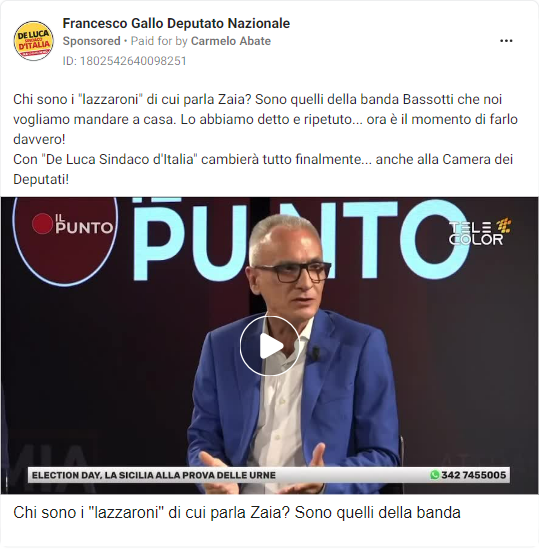 DE LUCA
SINDACO
D'ITALIA
Francesco Gallo Deputato Nazionale
Sponsored • Paid for by Carmelo Abate
ID: 1802542640098251
Chi sono i "lazzaroni" di cui parla Zaia? Sono quelli della banda Bassotti che noi
vogliamo mandare a casa. Lo abbiamo detto e ripetuto... ora è il momento di farlo
davvero!
Con "De Luca Sindaco d'Italia" cambierà tutto finalmente... anche alla Camera dei
Deputati!
IL
PUNTO
IL
PUNTO
TELE
COLOR
ELECTION DAY, LA SICILIA ALLA PROVA DELLE URNE
342 7455005
Chi sono i "lazzaroni" di cui parla Zaia? Sono quelli della banda